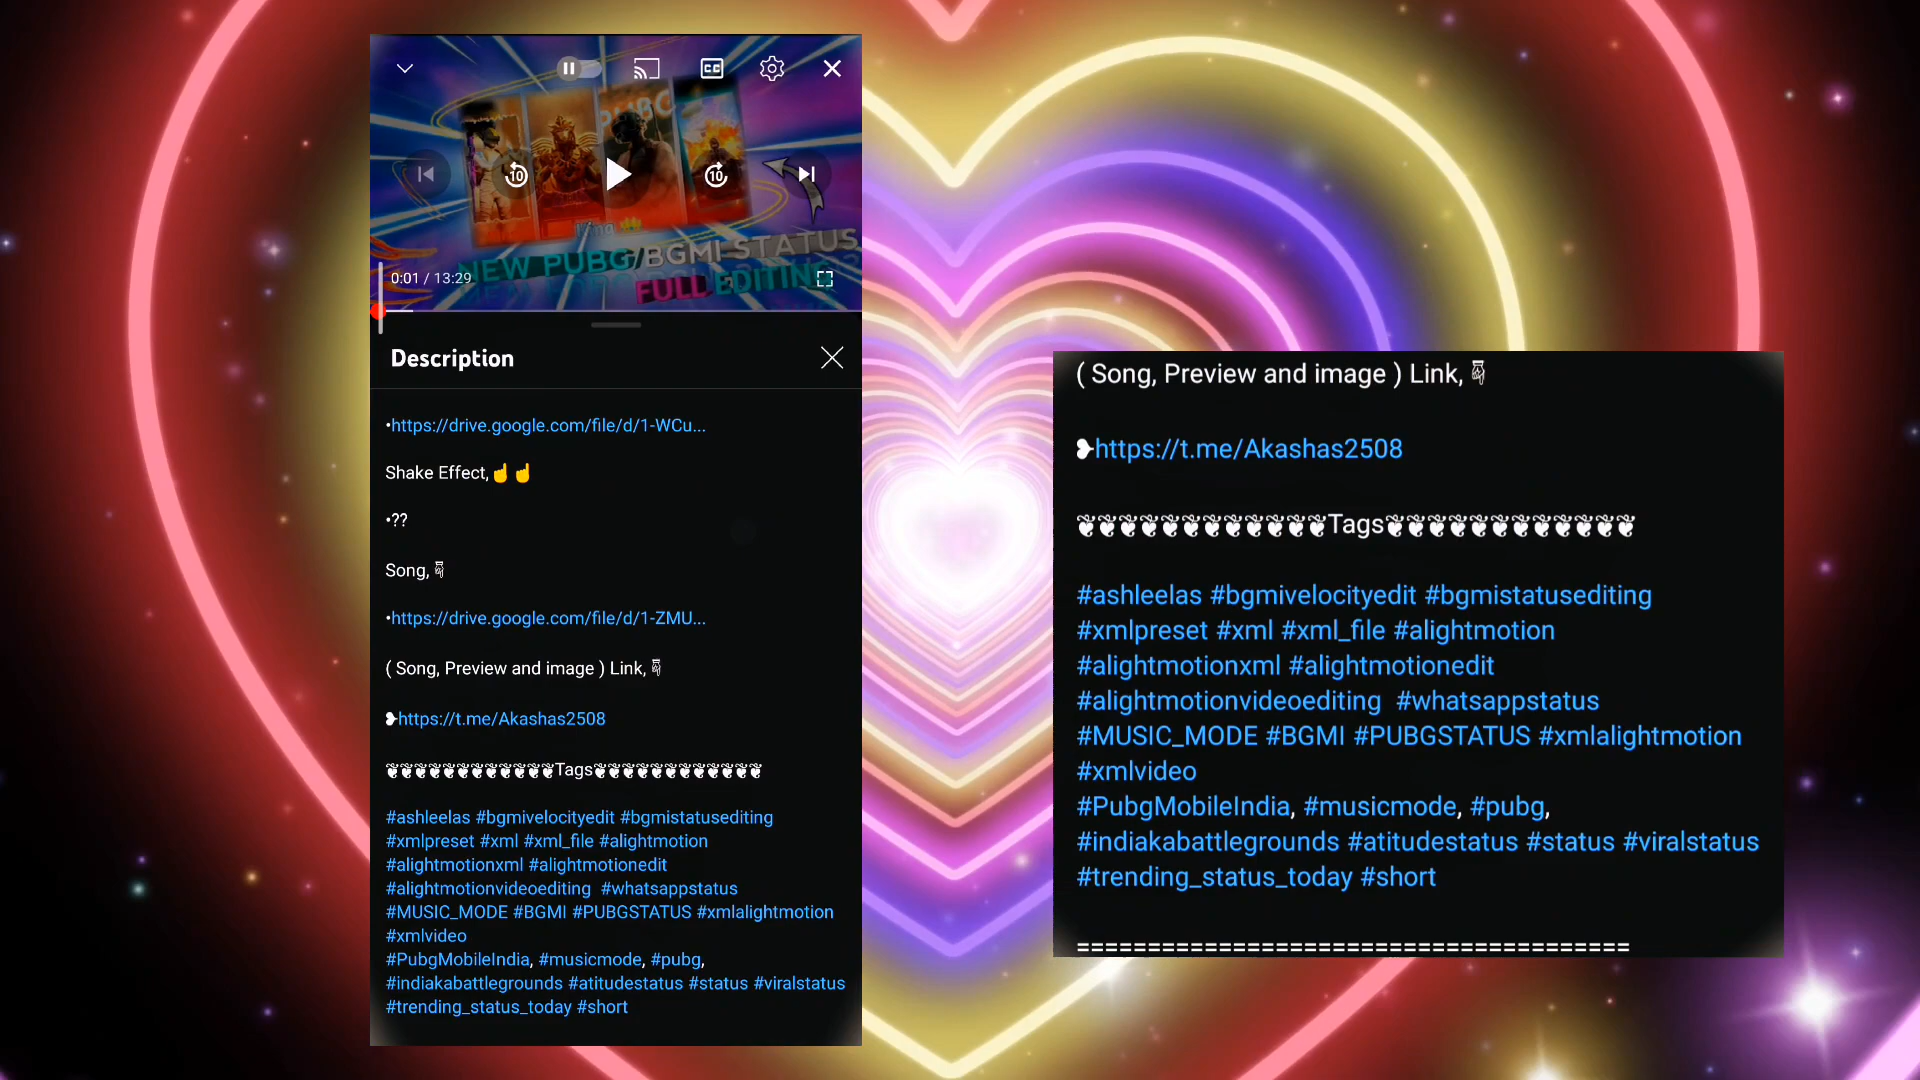 PUBG
King
NEW PUBG/BGMI STATUS
FULL EDITING
10
10
0:01 / 13:29
Description
•https://drive.google.com/file/d/1-WCu...
Shake Effect,☝️☝️
•??
Song,☟
•https://drive.google.com/file/d/1-ZMU...
( Song, Preview and image ) Link,☟
❥https://t.me/Akashas2508
❦❦❦❦❦❦❦❦❦❦❦❦Tags❦❦❦❦❦❦❦❦❦❦❦❦
#ashleelas #bgmivelocityedit #bgmistatusediting
#xmlpreset #xml #xml_file #alightmotion
#alightmotionxml #alightmotionedit
#alightmotionvideoediting #whatsappstatus
#MUSIC_MODE #BGMI #PUBGSTATUS #xmlalightmotion
#xmlvideo
#PubgMobileIndia, #musicmode, #pubg,
#indiakabattlegrounds #atitudestatus #status #viralstatus
#trending_status_today #short
( Song, Preview and image ) Link,☟
❥https://t.me/Akashas2508
❦❦❦❦❦❦❦❦❦❦❦❦Tags❦❦❦❦❦❦❦❦❦❦❦❦
#ashleelas #bgmivelocityedit #bgmistatusediting
#xmlpreset #xml #xml_file #alightmotion
#alightmotionxml #alightmotionedit
#alightmotionvideoediting #whatsappstatus
#MUSIC_MODE #BGMI #PUBGSTATUS #xmlalightmotion
#xmlvideo
#PubgMobileIndia, #musicmode, #pubg,
#indiakabattlegrounds #atitudestatus #status #viralstatus
#trending_status_today #short
=======================================